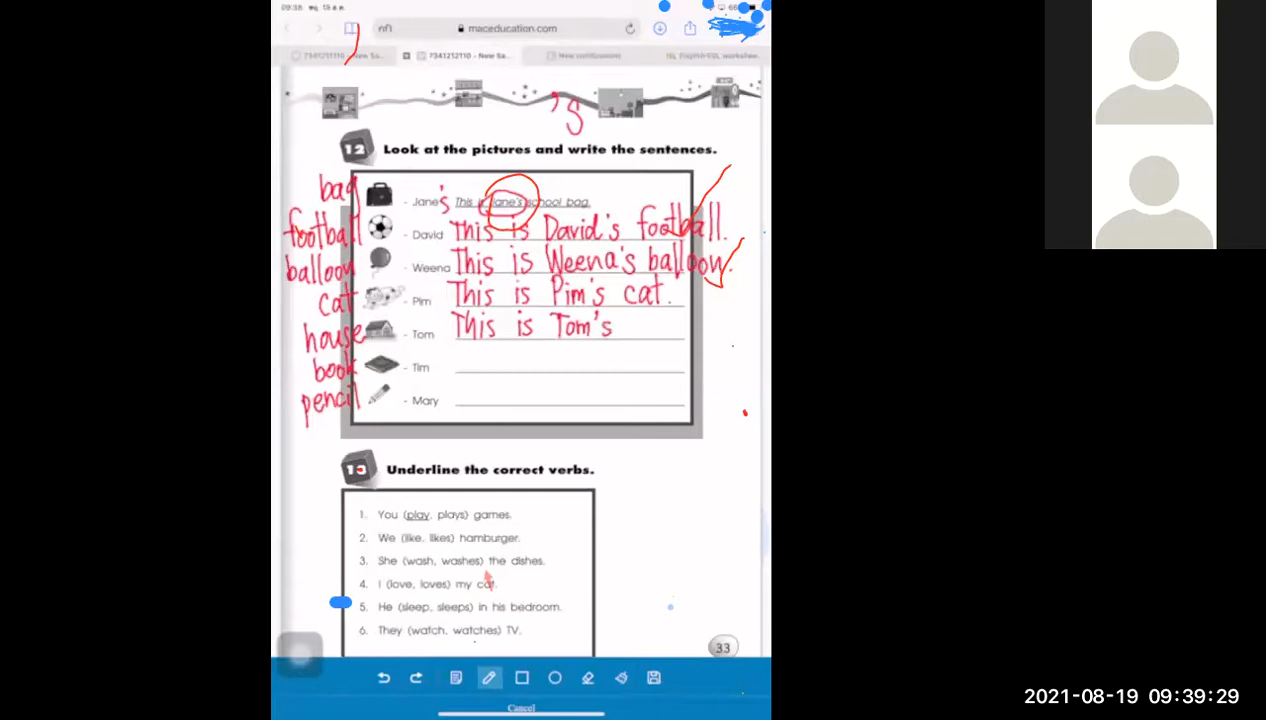 maceducation.com
7341212110 - New Sa...
's
12 Look at the pictures and write the sentences.
bag - Jane's This is Jane's school bag.
football - David This is David's football.
balloon - Weena This is Weena's balloon.
cat - Pim This is Pim's cat.
house - Tom This is Tom's
book - Tim
pencil - Mary
13 Underline the correct verbs.
1. You (play, plays) games.
2. We (like, likes) hamburger.
3. She (wash, washes) the dishes.
4. I (love, loves) my cat.
5. He (sleep, sleeps) in his bedroom.
6. They (watch, watches) TV.
33
Cancel
2021-08-19 09:39:29